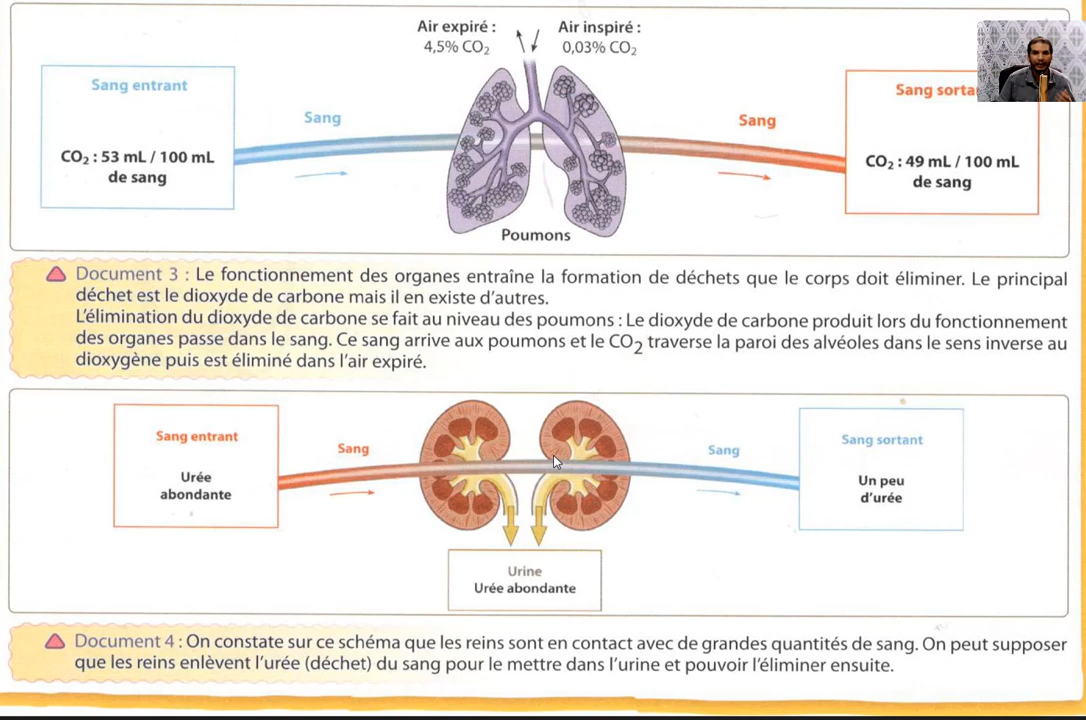 Air expiré :
4,5% CO₂
Air inspiré :
0,03% CO₂
Sang entrant
CO₂ : 53 mL / 100 mL
de sang
Sang
Sang
Sang
CO₂ : 49 mL / 100 mL
de sang
Poumons
Document 3 : Le fonctionnement des organes entraîne la formation de déchets que le corps doit éliminer. Le principal
déchet est le dioxyde de carbone mais il en existe d'autres.
L'élimination du dioxyde de carbone se fait au niveau des poumons : Le dioxyde de carbone produit lors du fonctionnement
des organes passe dans le sang. Ce sang arrive aux poumons et le CO₂ traverse la paroi des alvéoles dans le sens inverse au
dioxygène puis est éliminé dans l'air expiré.
Sang entrant
Urée
abondante
Sang
Sang
Sang sortant
Un peu
d'urée
Urine
Urée abondante
Document 4 : On constate sur ce schéma que les reins sont en contact avec de grandes quantités de sang. On peut supposer
que les reins enlèvent l'urée (déchet) du sang pour le mettre dans l'urine et pouvoir l'éliminer ensuite.